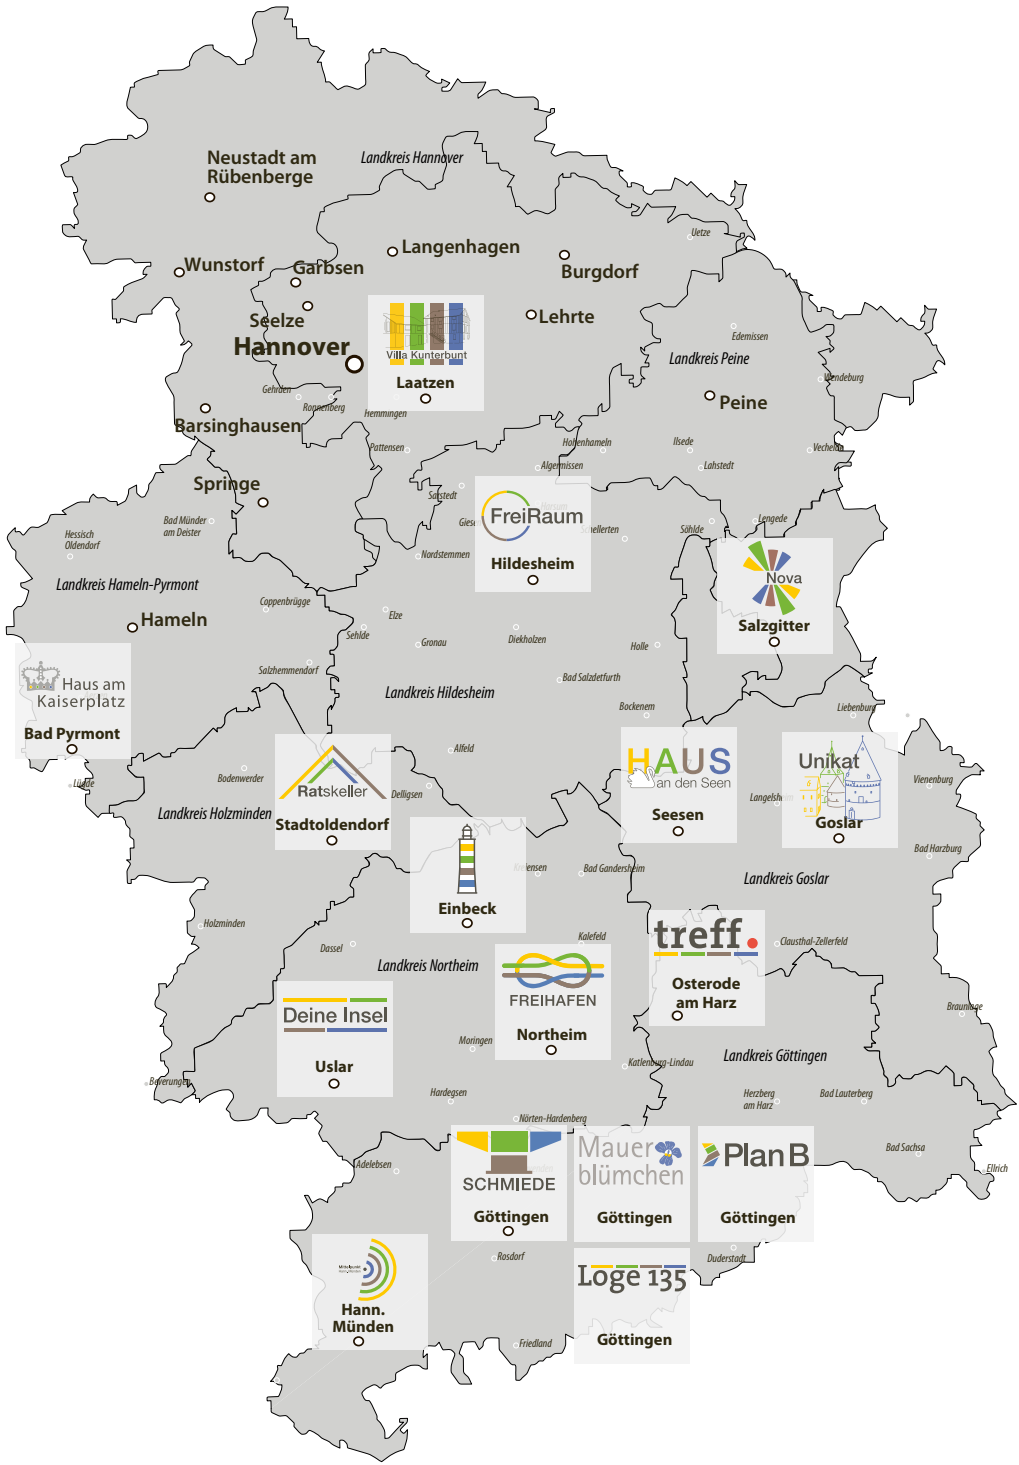 Neustadt am
Rübenberge
Landkreis Hannover
Uetze
Langenhagen
Wunstorf
Garbsen
Burgdorf
Seelze
Lehrte
Hannover
Villa Kunterbunt
Laatzen
Edemissen
Landkreis Peine
Wendeburg
Peine
Gehrden
Ronnenberg
Hemmingen
Barsinghausen
Pattensen
Hohenhameln
Ilsede
Vechelde
Algermissen
Lahstedt
Springe
Sarstedt
Bad Münder
am Deister
Hessisch
Oldendorf
FreiRaum
Hildesheim
Schellerten
Söhlde
Lengede
Nordstemmen
Nova
Salzgitter
Landkreis Hameln-Pyrmont
Coppenbrügge
Elze
Hameln
Sehlde
Gronau
Diekholzen
Holle
Haus am
Kaiserplatz
Bad Pyrmont
Salzhemmendorf
Landkreis Hildesheim
Bad Salzdetfurth
Bockenem
Liebenburg
Lügde
Bodenwerder
Ratskeller
Stadtoldendorf
Alfeld
Delligsen
HAUS
an den Seen
Seesen
Unikat
Langelsheim
Goslar
Vienenburg
Landkreis Holzminden
Bad Harzburg
Einbeck
Kreiensen
Bad Gandersheim
Landkreis Goslar
Holzminden
Dassel
Kalefeld
Landkreis Northeim
treff.
Osterode
am Harz
Clausthal-Zellerfeld
FREIHAFEN
Northeim
Deine Insel
Uslar
Braunlage
Moringen
Katlenburg-Lindau
Landkreis Göttingen
Beverungen
Hardegsen
Herzberg
am Harz
Bad Lauterberg
Nörten-Hardenberg
Adelebsen
SCHMIEDE
Göttingen
Mauer
blümchen
Göttingen
Plan B
Göttingen
Bad Sachsa
Ellrich
Rosdorf
Duderstadt
Mittelpunkt
Hann.
Münden
Loge 135
Göttingen
Friedland